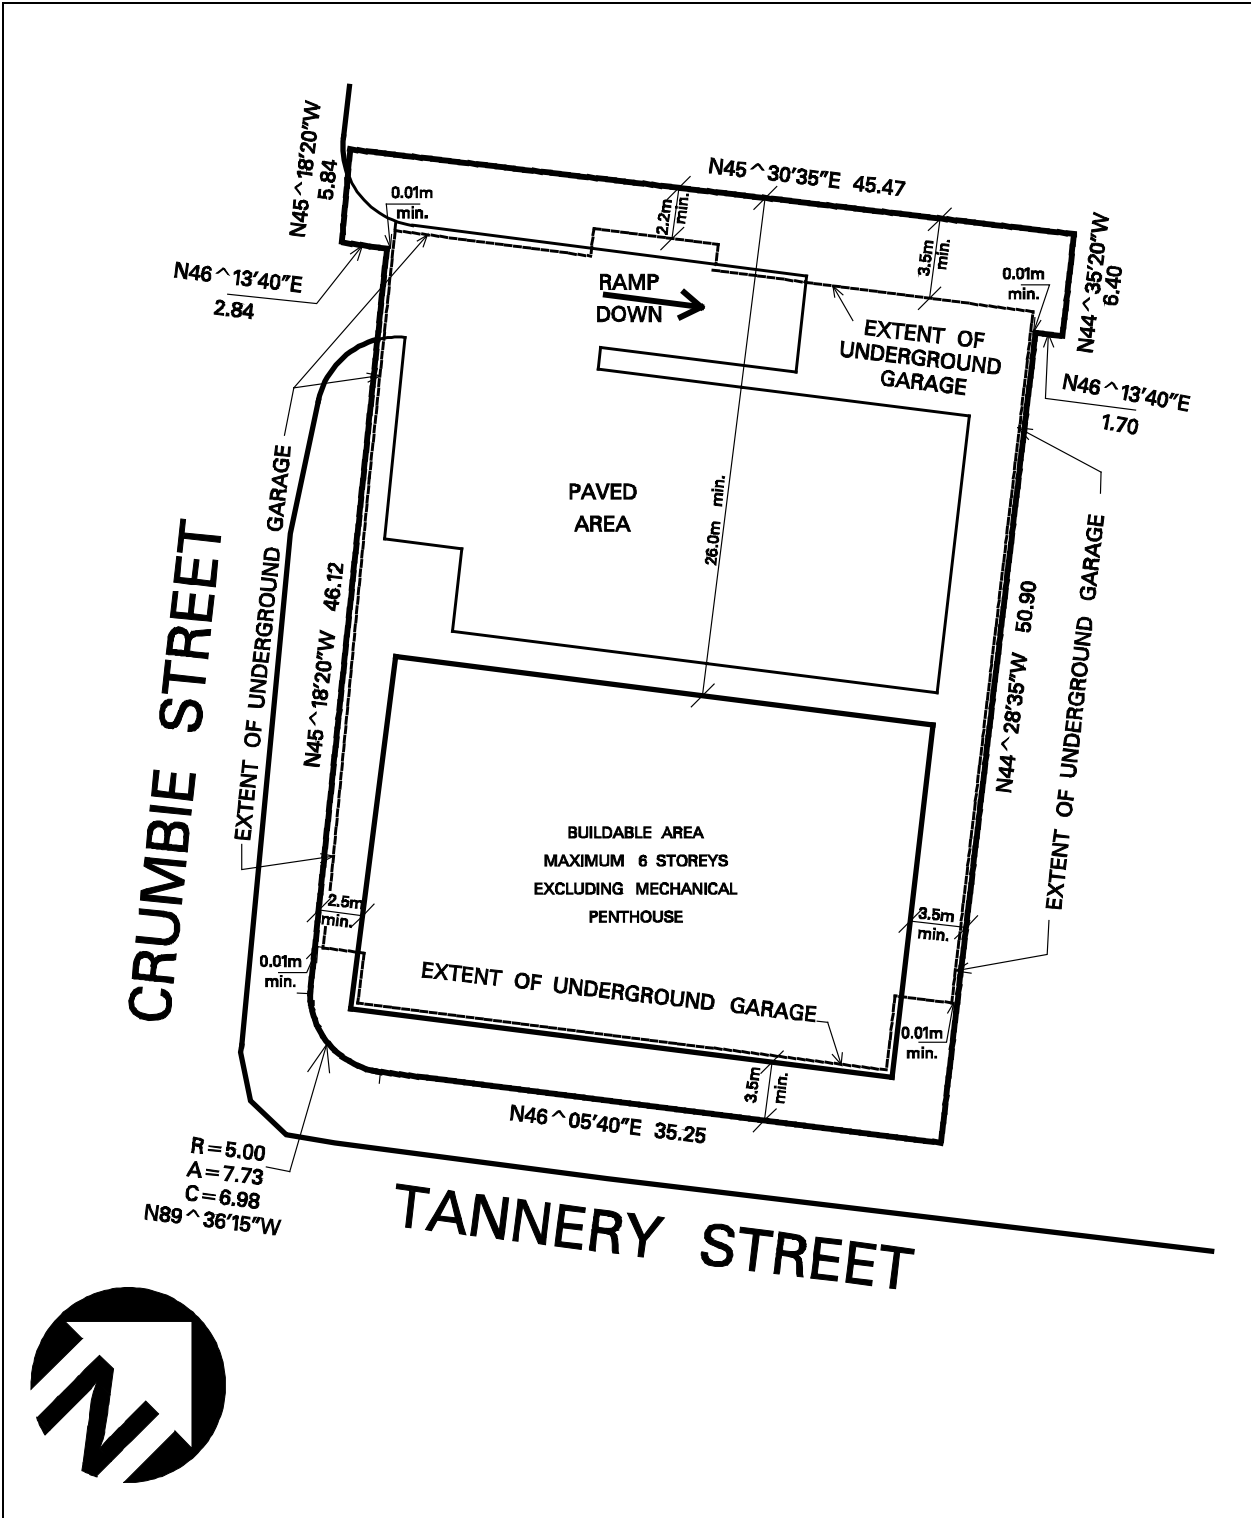 N45^18'20"W
5.84
N45^30'35"E 45.47
0.01m
min.
2.2m
min.
3.5m
min.
0.01m
min.
N44^35'20"W
6.40
N46^13'40"E
2.84
RAMP
DOWN
EXTENT OF
UNDERGROUND
GARAGE
N46^13'40"E
1.70
EXTENT OF UNDERGROUND GARAGE
PAVED
AREA
26.0m min.
N45^18'20"W 46.12
N44^28'35"W 50.90
EXTENT OF UNDERGROUND GARAGE
CRUMBIE STREET
BUILDABLE AREA
MAXIMUM 6 STOREYS
EXCLUDING MECHANICAL
PENTHOUSE
2.5m
min.
3.5m
min.
0.01m
min.
EXTENT OF UNDERGROUND GARAGE
0.01m
min.
3.5m
min.
N46^05'40"E 35.25
R=5.00
A=7.73
C=6.98
N89^36'15"W
TANNERY STREET
N